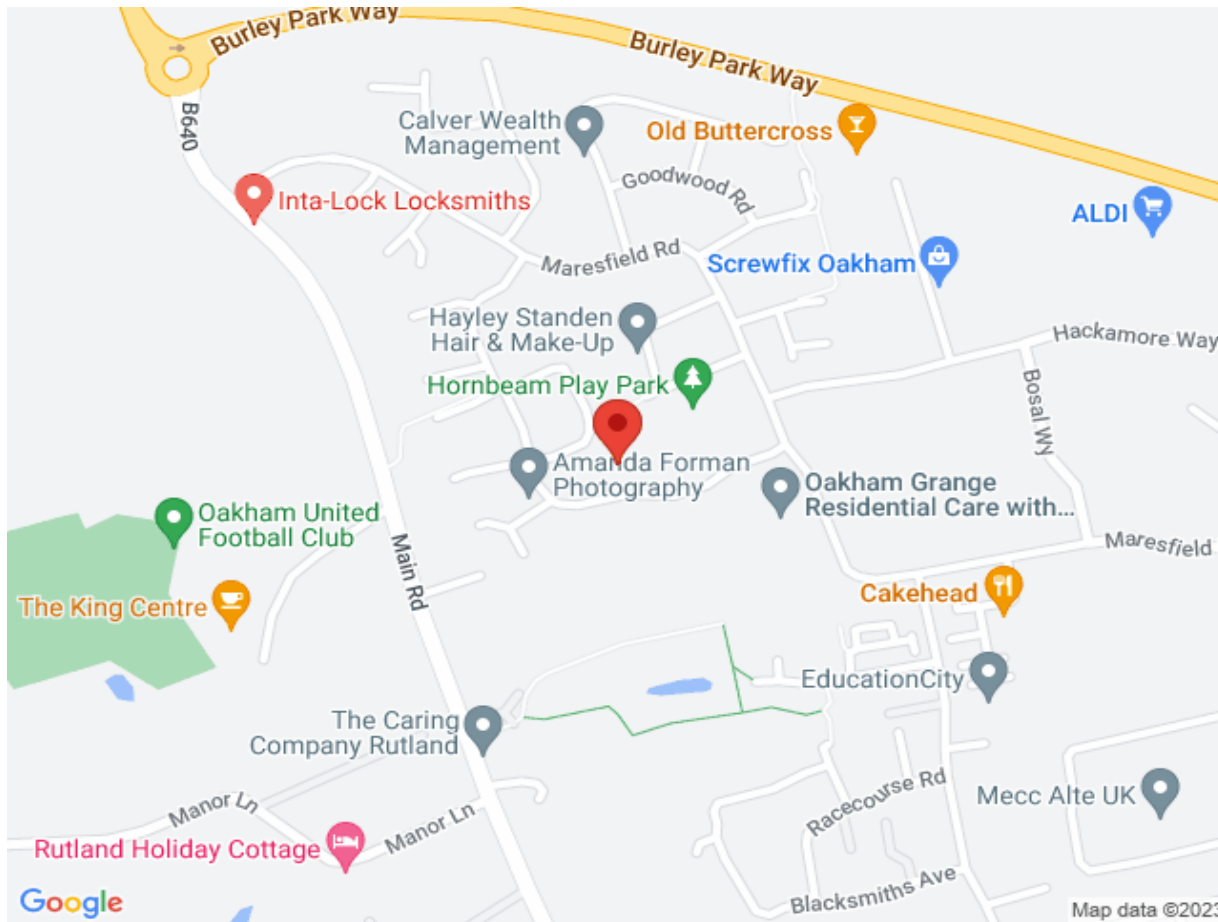 Burley Park Way
Burley Park Way
B640
Calver Wealth
Management
Old Buttercross
Goodwood Rd
Inta-Lock Locksmiths
ALDI
Maresfield Rd
Screwfix Oakham
Hayley Standen
Hair & Make-Up
Hackamore Way
Hornbeam Play Park
Bosal Wy
Amanda Forman
Photography
Oakham Grange
Residential Care with...
Oakham United
Football Club
Main Rd
Maresfield
The King Centre
Cakehead
EducationCity
The Caring
Company Rutland
Manor Ln
Manor Ln
Racecourse Rd
Mecc Alte UK
Rutland Holiday Cottage
Blacksmiths Ave
Google
Map data ©2023